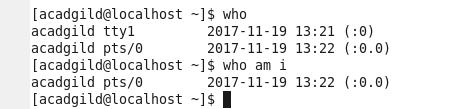 [acadgild@localhost ~]$ who
acadgild tty1         2017-11-19 13:21 (:0)
acadgild pts/0        2017-11-19 13:22 (:0.0)
[acadgild@localhost ~]$ who am i
acadgild pts/0        2017-11-19 13:22 (:0.0)
[acadgild@localhost ~]$